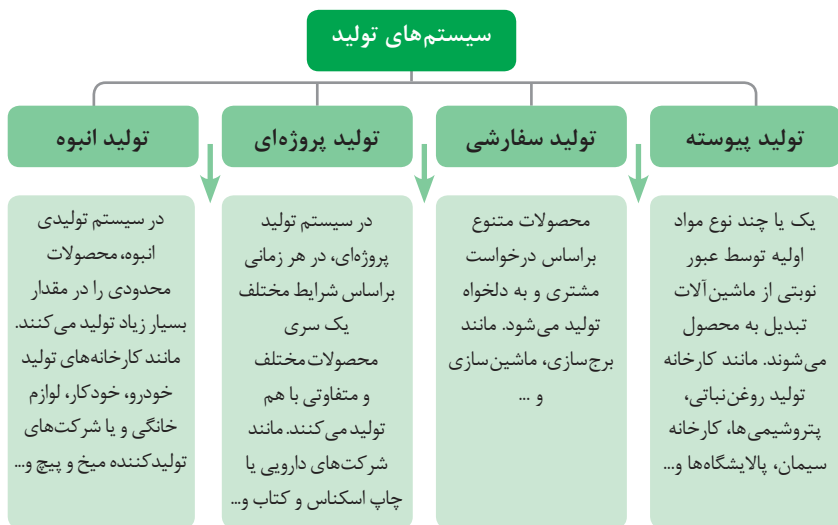 سیستم‌های تولید
تولید پیوسته
یک یا چند نوع مواد
اولیه توسط عبور
نوبتی از ماشین‌آلات
تبدیل به محصول
می‌شوند. مانند کارخانه
تولید روغن‌نباتی،
پتروشیمی‌ها، کارخانه
سیمان، پالایشگاه‌ها و...
تولید سفارشی
محصولات متنوع
براساس درخواست
مشتری و به دلخواه
تولید می‌شود. مانند
برج‌سازی، ماشین‌سازی
و ...
تولید پروژه‌ای
در سیستم تولید
پروژه‌ای، در هر زمانی
براساس شرایط مختلف
یک سری
محصولات مختلف
و متفاوتی با هم
تولید می‌کنند. مانند
شرکت‌های دارویی یا
چاپ اسکناس و کتاب و...
تولید انبوه
در سیستم تولیدی
انبوه، محصولات
محدودی را در مقدار
بسیار زیاد تولید می‌کنند.
مانند کارخانه‌های تولید
خودرو، خودکار، لوازم
خانگی و یا شرکت‌های
تولیدکننده میخ و پیچ و...